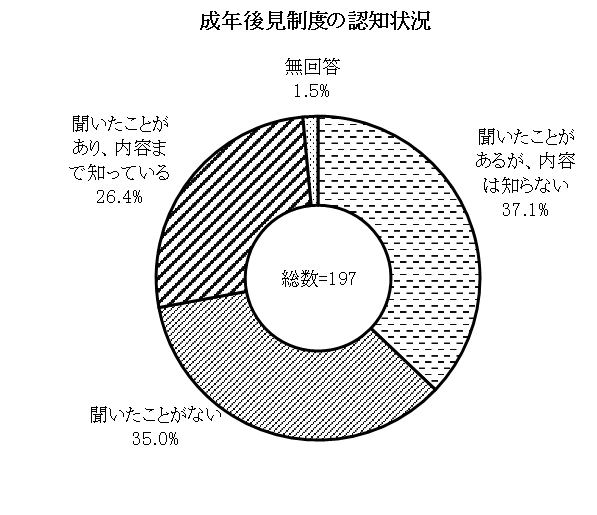 成年後見制度の認知状況
無回答
1.5%
聞いたことが
あり、内容ま
で知っている
26.4%
聞いたことが
あるが、内容
は知らない
37.1%
総数=197
聞いたことがない
35.0%